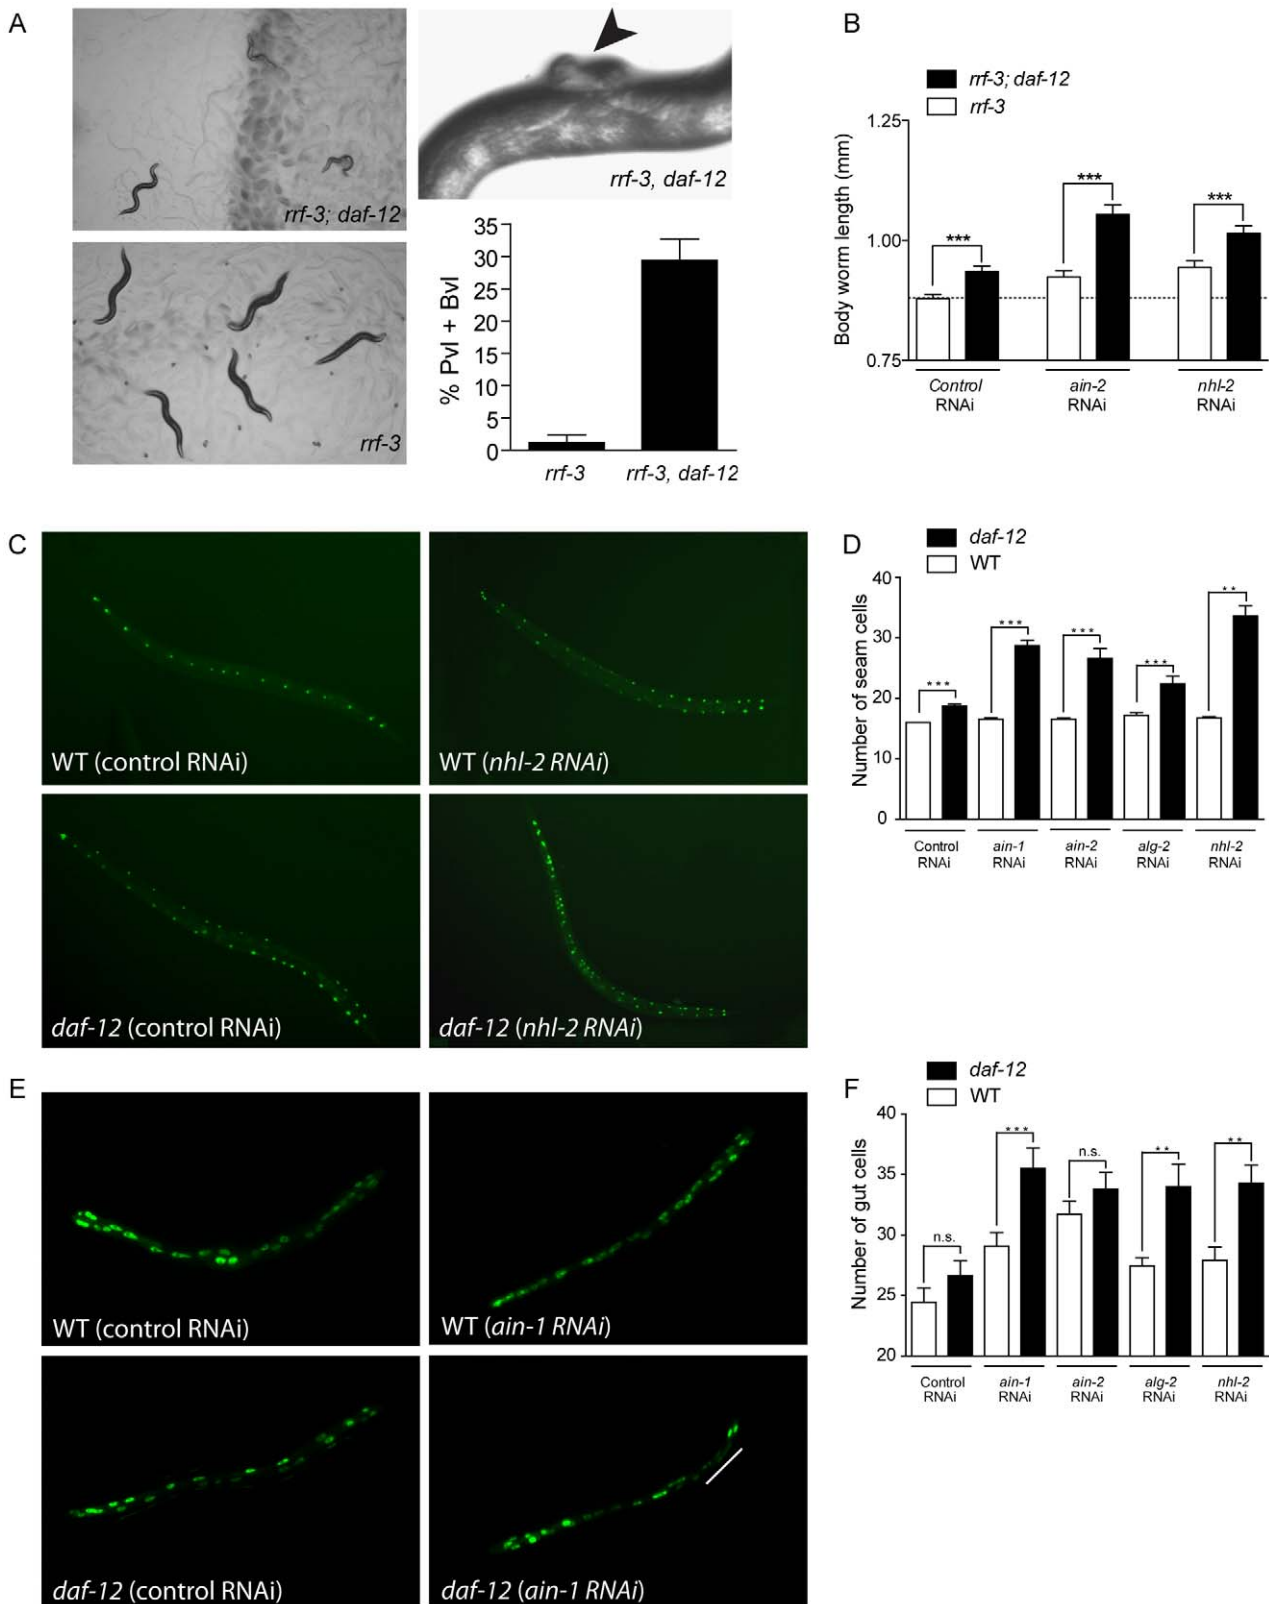 A
rrf-3; daf-12
rrf-3
rrf-3, daf-12
% Pvl + Bvl
35
30
25
20
15
10
5
0
rrf-3
rrf-3, daf-12
B
rrf-3; daf-12
rrf-3
Body worm length (mm)
1.25
1.00
0.75
***
***
***
Control
RNAi
ain-2
RNAi
nhl-2
RNAi
C
WT (control RNAi)
WT (nhl-2 RNAi)
daf-12 (control RNAi)
daf-12 (nhl-2 RNAi)
D
daf-12
WT
Number of seam cells
40
30
20
10
0
***
***
***
***
**
Control
RNAi
ain-1
RNAi
ain-2
RNAi
alg-2
RNAi
nhl-2
RNAi
E
WT (control RNAi)
WT (ain-1 RNAi)
daf-12 (control RNAi)
daf-12 (ain-1 RNAi)
F
daf-12
WT
Number of gut cells
40
35
30
25
20
n.s.
***
n.s.
**
**
Control
RNAi
ain-1
RNAi
ain-2
RNAi
alg-2
RNAi
nhl-2
RNAi